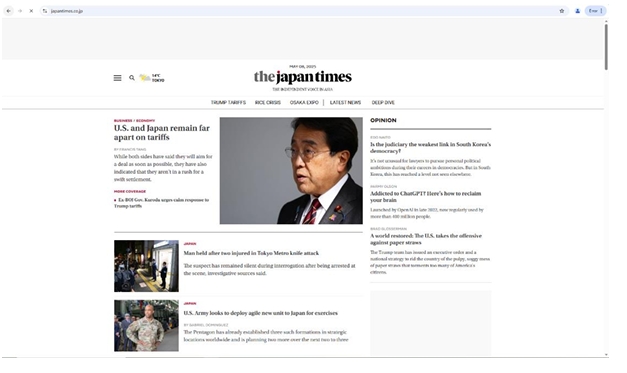 japantimes.co.jp
MAY 08, 2025
14°C
TOKYO
the japan times
THE INDEPENDENT VOICE IN ASIA
TRUMP TARIFFS RICE CRISIS OSAKA EXPO LATEST NEWS DEEP DIVE
BUSINESS / ECONOMY
U.S. and Japan remain far
apart on tariffs
BY FRANCIS TANG
While both sides have said they will aim for
a deal as soon as possible, they have also
indicated that they aren't in a rush for a
swift settlement.
MORE COVERAGE
Ex-BOJ Gov. Kuroda urges calm response to
Trump tariffs
JAPAN
Man held after two injured in Tokyo Metro knife attack
The suspect has remained silent during interrogation after being arrested at
the scene, investigative sources said.
JAPAN
U.S. Army looks to deploy agile new unit to Japan for exercises
BY GABRIEL DOMINGUEZ
The Pentagon has already established three such formations in strategic
locations worldwide and is planning two more over the next two to three
OPINION
Is the judiciary the weakest link in South Korea's
democracy?
It's not unusual for lawyers to pursue personal political
ambitions during their careers in democracies. But in South
Korea, this has reached a level not seen elsewhere.
Addicted to ChatGPT? Here's how to reclaim
your brain
Launched by OpenAI in late 2022, now regularly used by
more than 400 million people.
A world restored: The U.S. takes the offensive
against paper straws
The Trump team has issued an executive order and a
national strategy to rid the country of the pulpy, soggy mess
of paper straws that torments too many of America's
citizens.